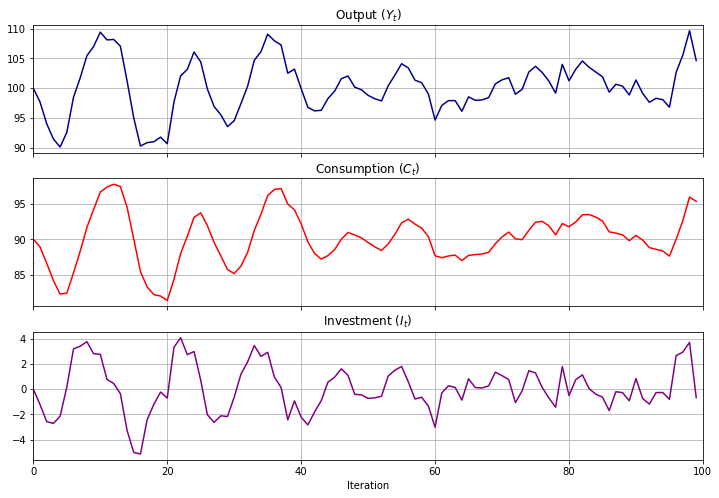 Output (Y_t)
110
105
100
95
90
Consumption (C_t)
95
90
85
Investment (I_t)
4
2
0
−2
−4
0 20 40 60 80 100
Iteration